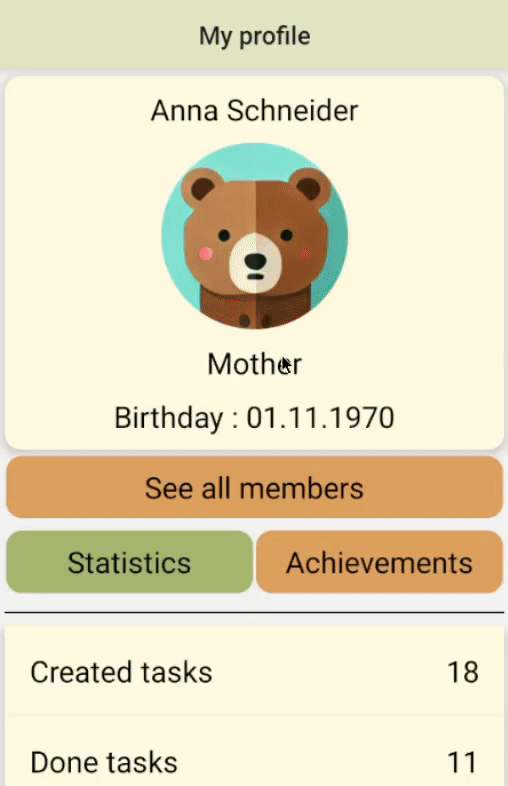 My profile
Anna Schneider
Mother
Birthday : 01.11.1970
See all members
Statistics Achievements
Created tasks 18
Done tasks 11